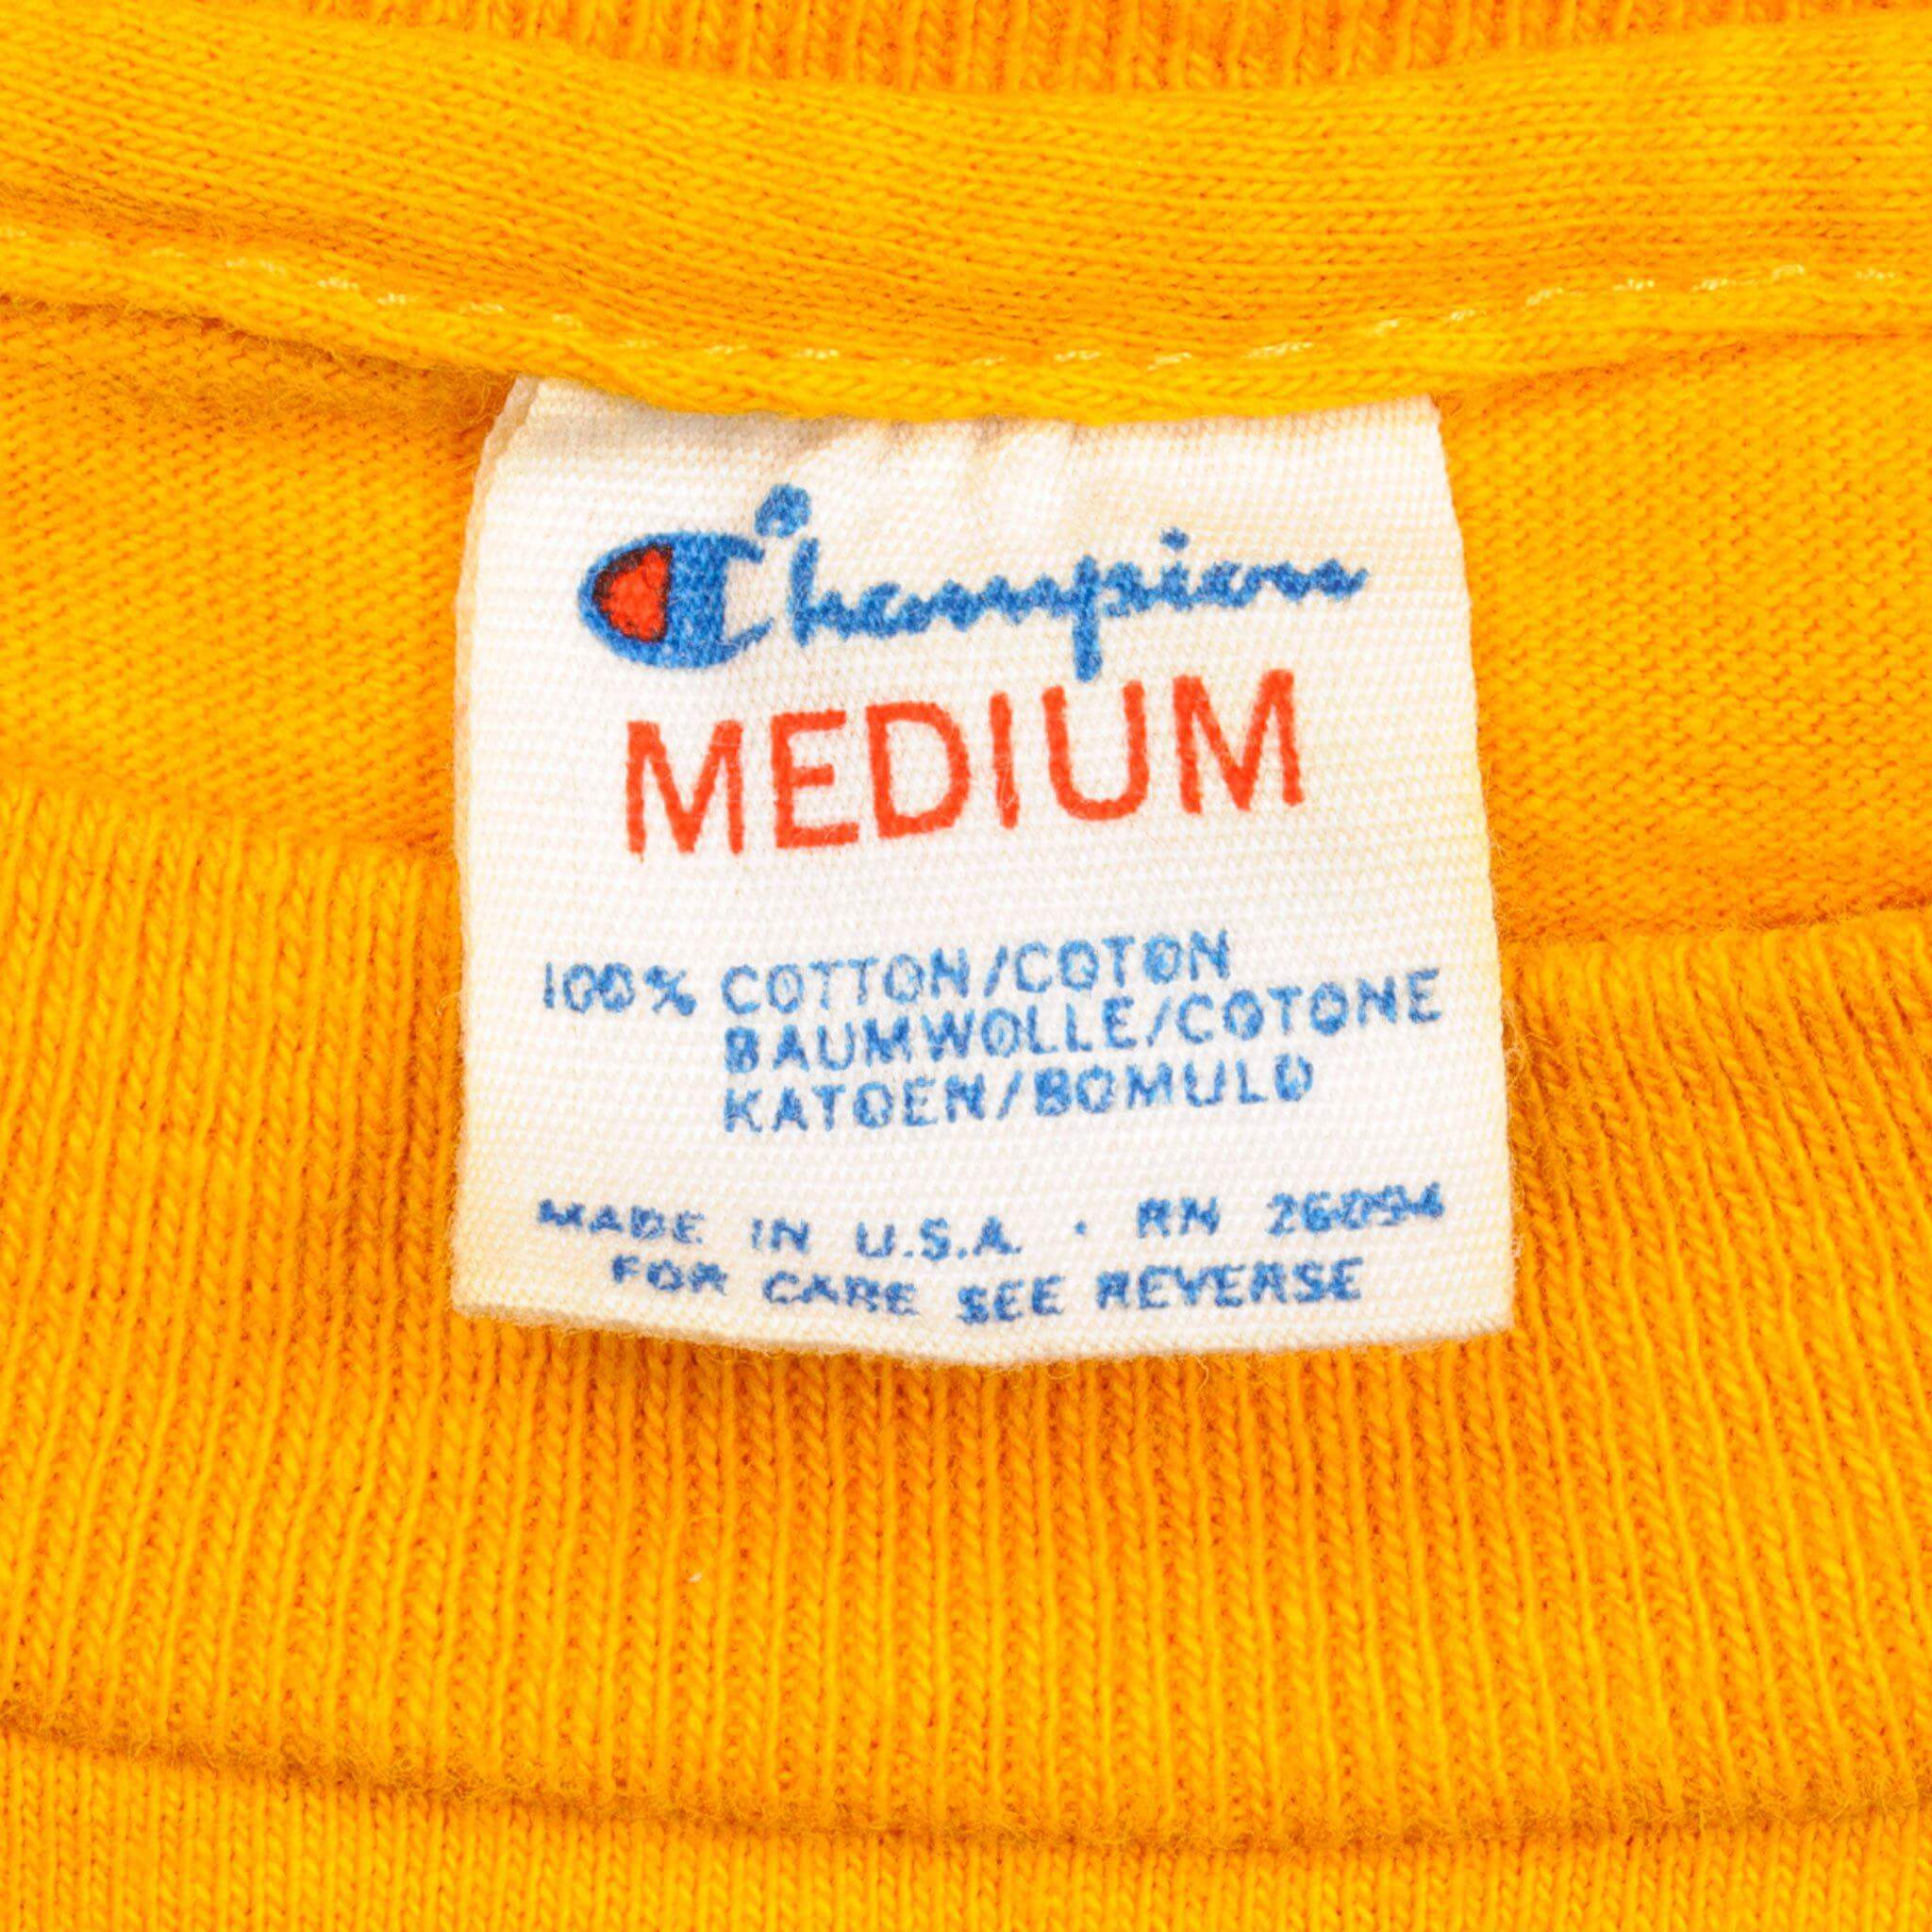 Champion
MEDIUM
100% COTTON/COTON
BAUMWOLLE/COTONE
KATOEN/BOMULD
MADE IN U.S.A. · RN 26094
FOR CARE SEE REVERSE